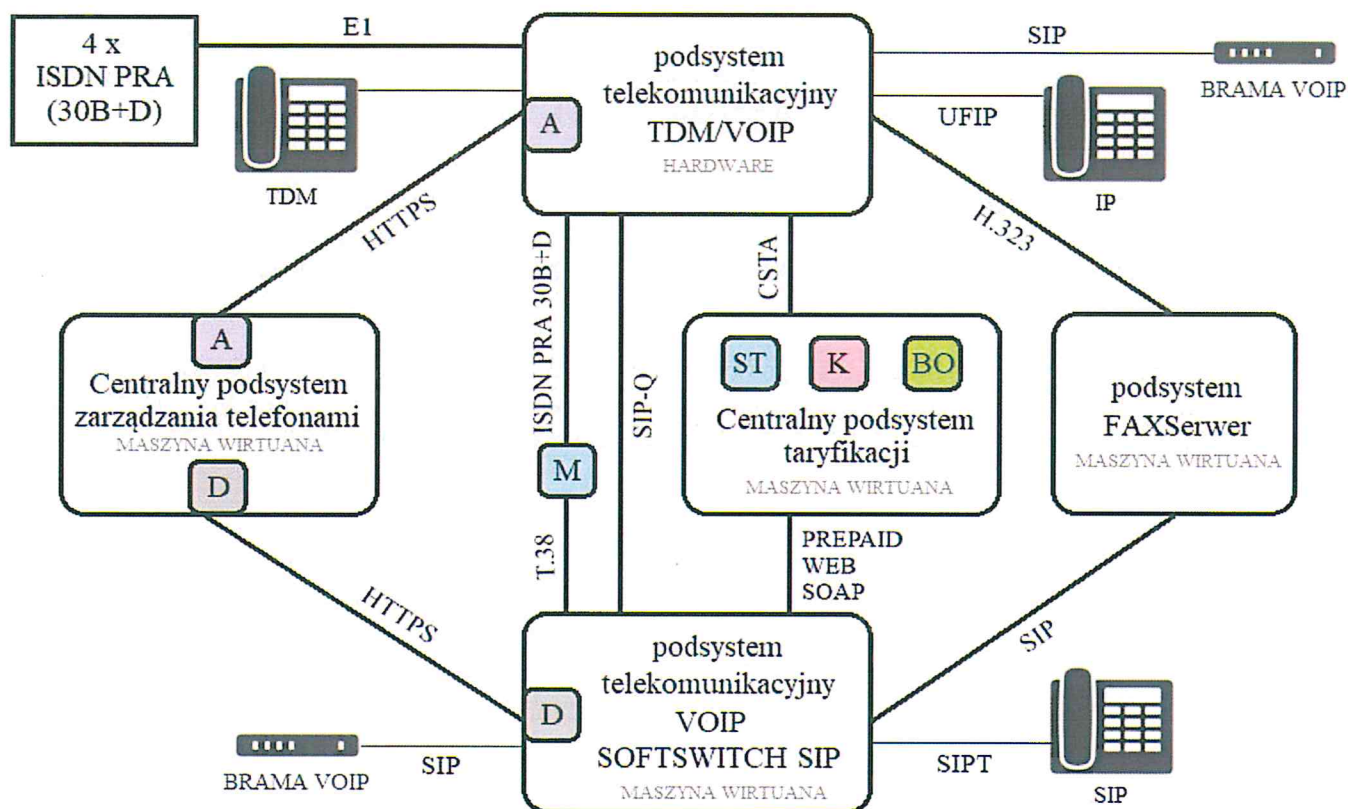 4 x
ISDN PRA
(30B+D)
E1
TDM
podsystem
telekomunikacyjny
TDM/VOIP
HARDWARE
A
SIP
BRAMA VOIP
UFIP
IP
HTTPS
H.323
ISDN PRA 30B+D
SIP-Q
CSTA
A
Centralny podsystem
zarządzania telefonami
MASZYNA WIRTUANA
D
M
T.38
ST
K
BO
Centralny podsystem
taryfikacji
MASZYNA WIRTUANA
podsystem
FAXSerwer
MASZYNA WIRTUANA
PREPAID
WEB
SOAP
HTTPS
SIP
podsystem
telekomunikacyjny
VOIP
SOFTSWITCH SIP
MASZYNA WIRTUANA
D
BRAMA VOIP
SIP
SIPT
SIP